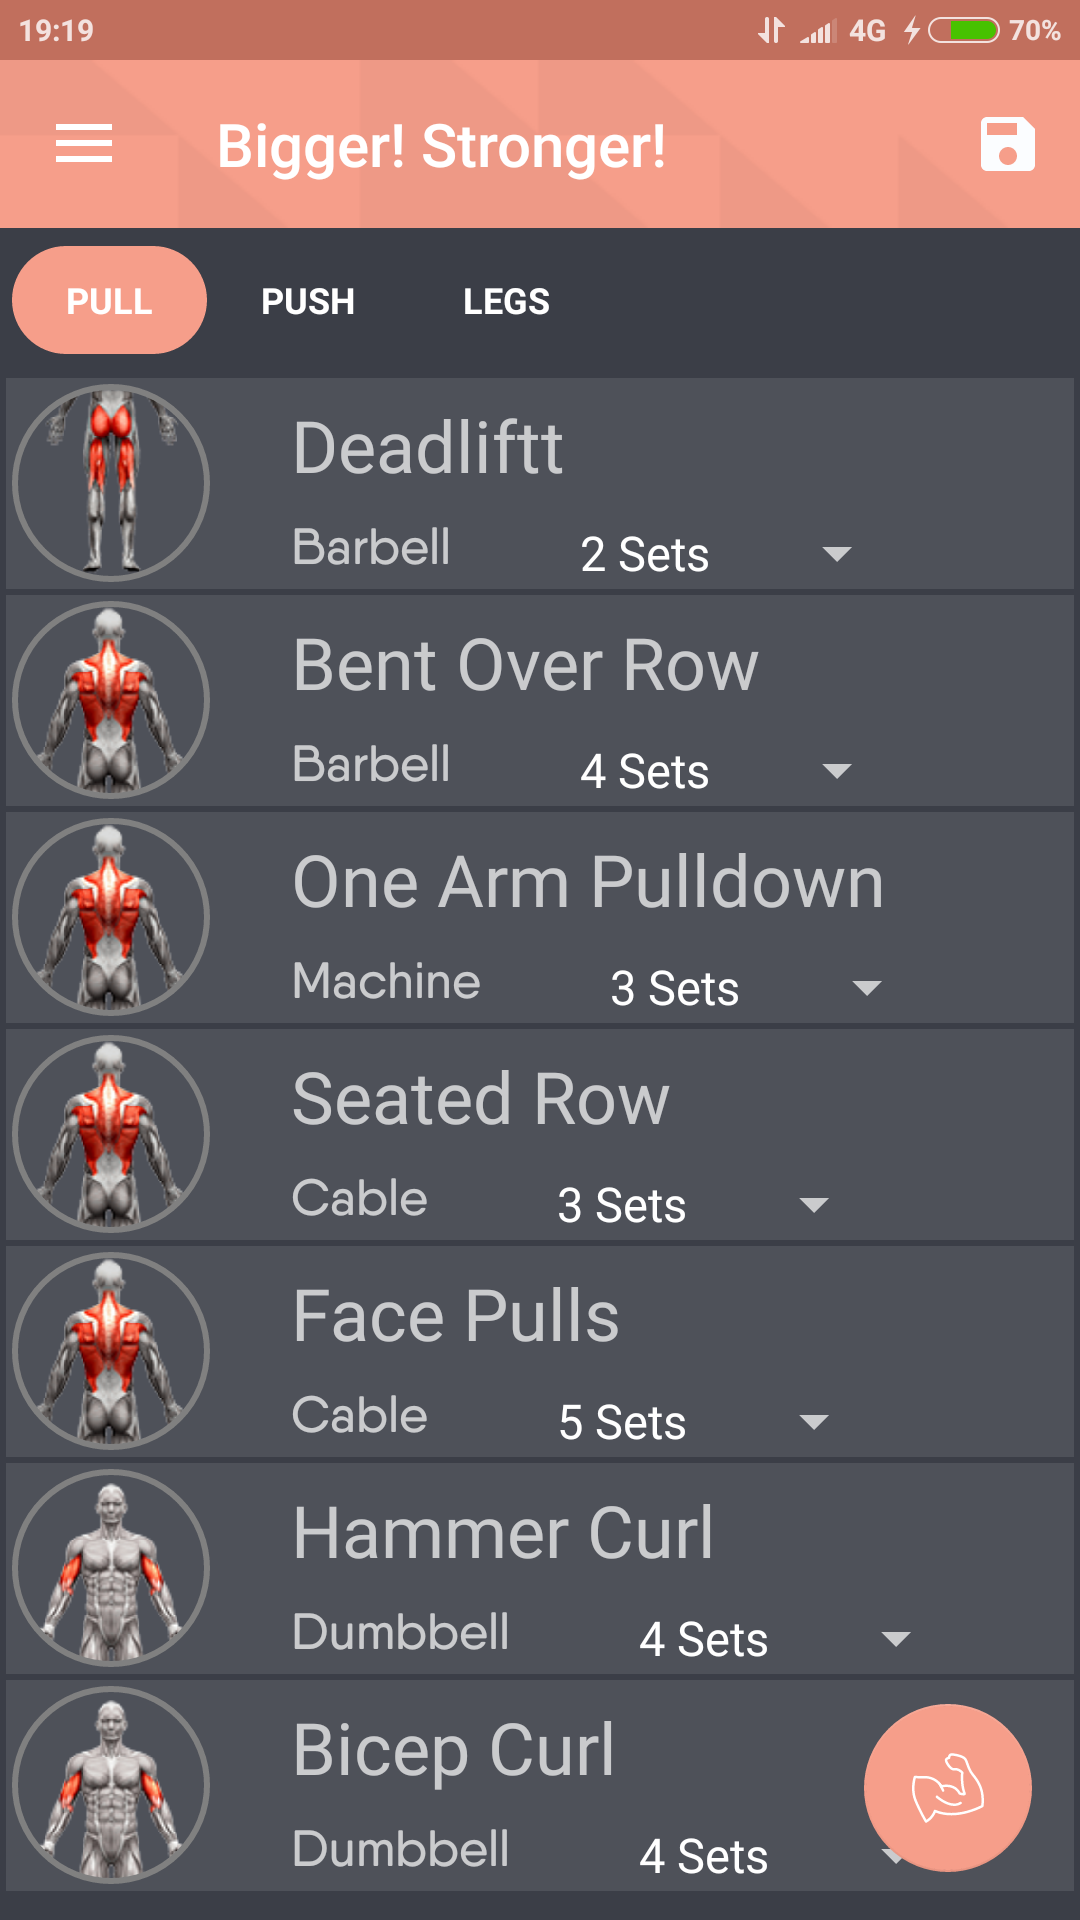 19:19 4G 70%
Bigger! Stronger!
PULL PUSH LEGS
Deadliftt
Barbell 2 Sets
Bent Over Row
Barbell 4 Sets
One Arm Pulldown
Machine 3 Sets
Seated Row
Cable 3 Sets
Face Pulls
Cable 5 Sets
Hammer Curl
Dumbbell 4 Sets
Bicep Curl
Dumbbell 4 Sets